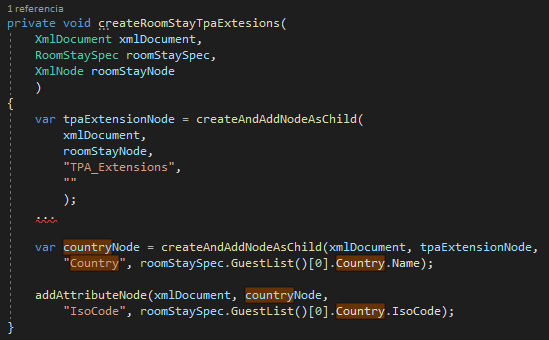 1 referencia
private void createRoomStayTpaExtesions(
XmlDocument xmlDocument,
RoomStaySpec roomStaySpec,
XmlNode roomStayNode
)
{
var tpaExtensionNode = createAndAddNodeAsChild(
xmlDocument,
roomStayNode,
"TPA_Extensions",
""
);
...
var countryNode = createAndAddNodeAsChild(xmlDocument, tpaExtensionNode,
"Country", roomStaySpec.GuestList()[0].Country.Name);
addAttributeNode(xmlDocument, countryNode,
"IsoCode", roomStaySpec.GuestList()[0].Country.IsoCode);
}